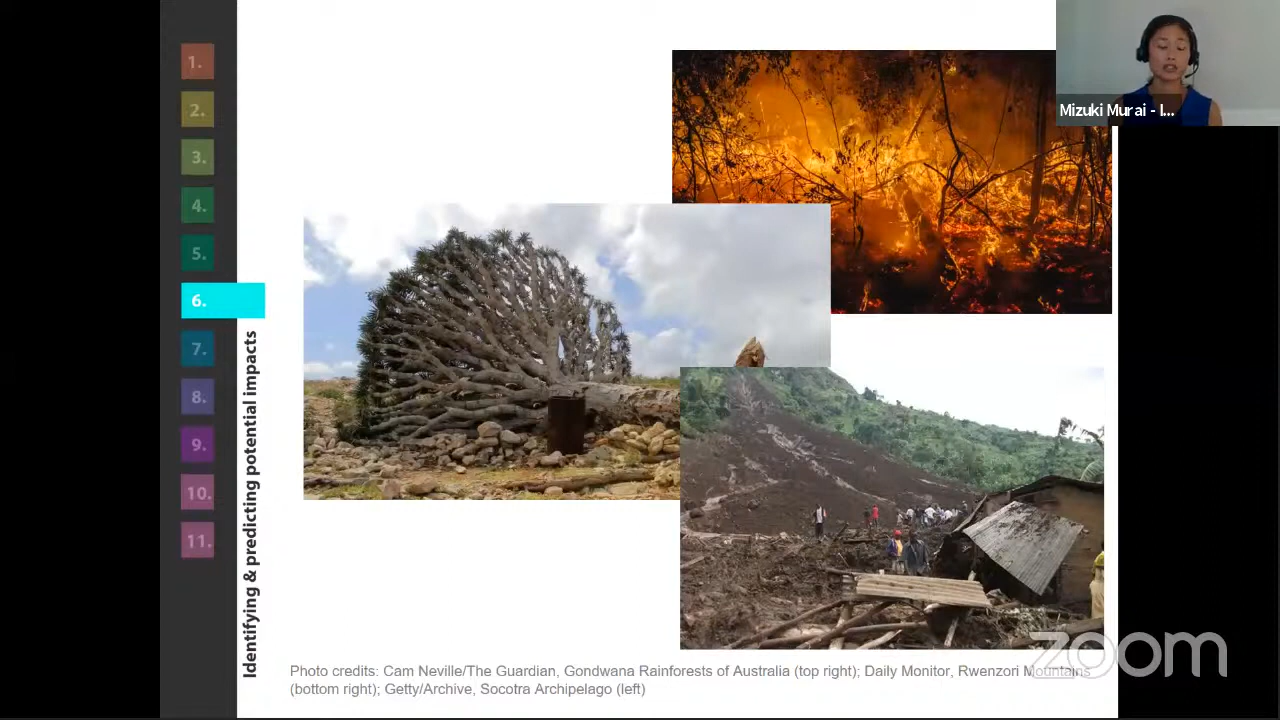 1.
2.
3.
4.
5.
6.
7.
8.
9.
10.
11.
Identifying & predicting potential impacts
Mizuki Murai - I...
Photo credits: Cam Neville/The Guardian, Gondwana Rainforests of Australia (top right); Daily Monitor, Rwenzori Mountains
(bottom right); Getty/Archive, Socotra Archipelago (left)
zoom